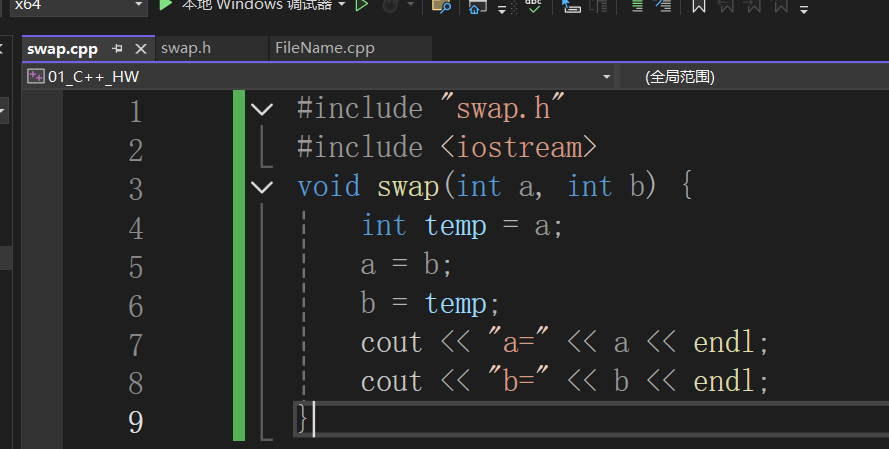 x64 本地 Windows 调试器
swap.cpp swap.h FileName.cpp
01_C++_HW (全局范围)
1 #include "swap.h"
2 #include <iostream>
3 void swap(int a, int b) {
4 int temp = a;
5 a = b;
6 b = temp;
7 cout << "a=" << a << endl;
8 cout << "b=" << b << endl;
9 }